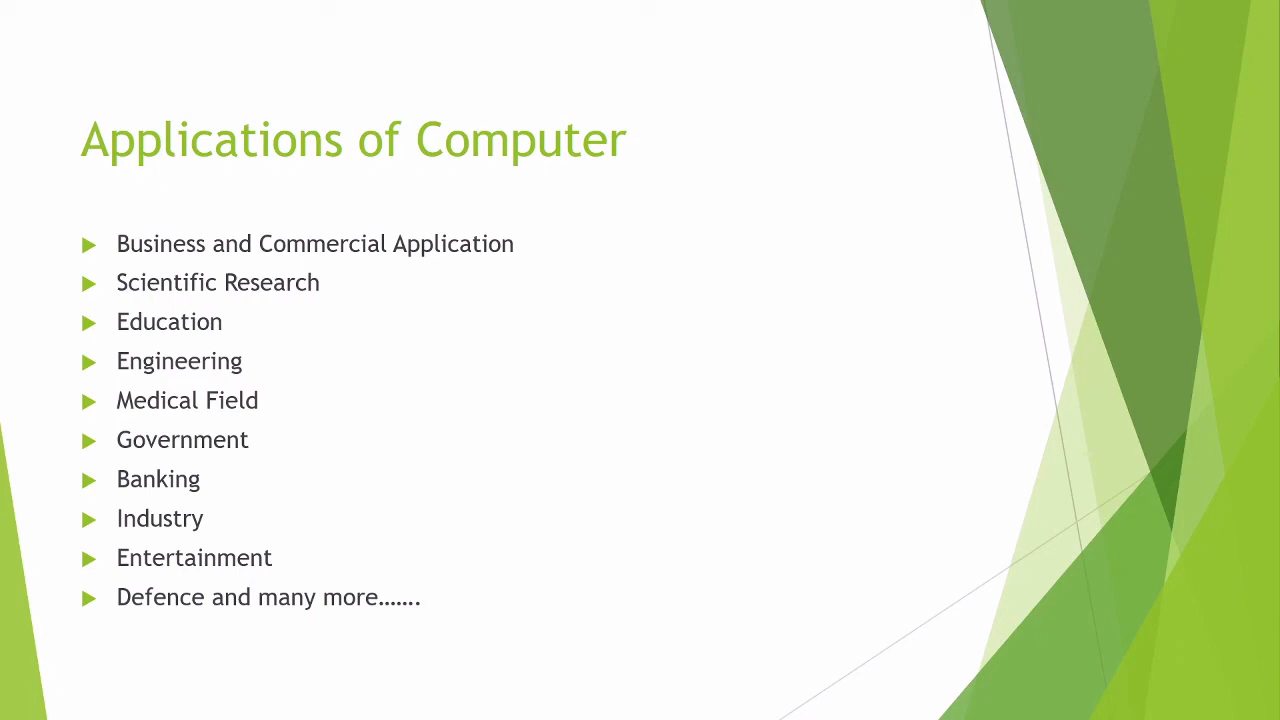 Applications of Computer
Business and Commercial Application
Scientific Research
Education
Engineering
Medical Field
Government
Banking
Industry
Entertainment
Defence and many more…….